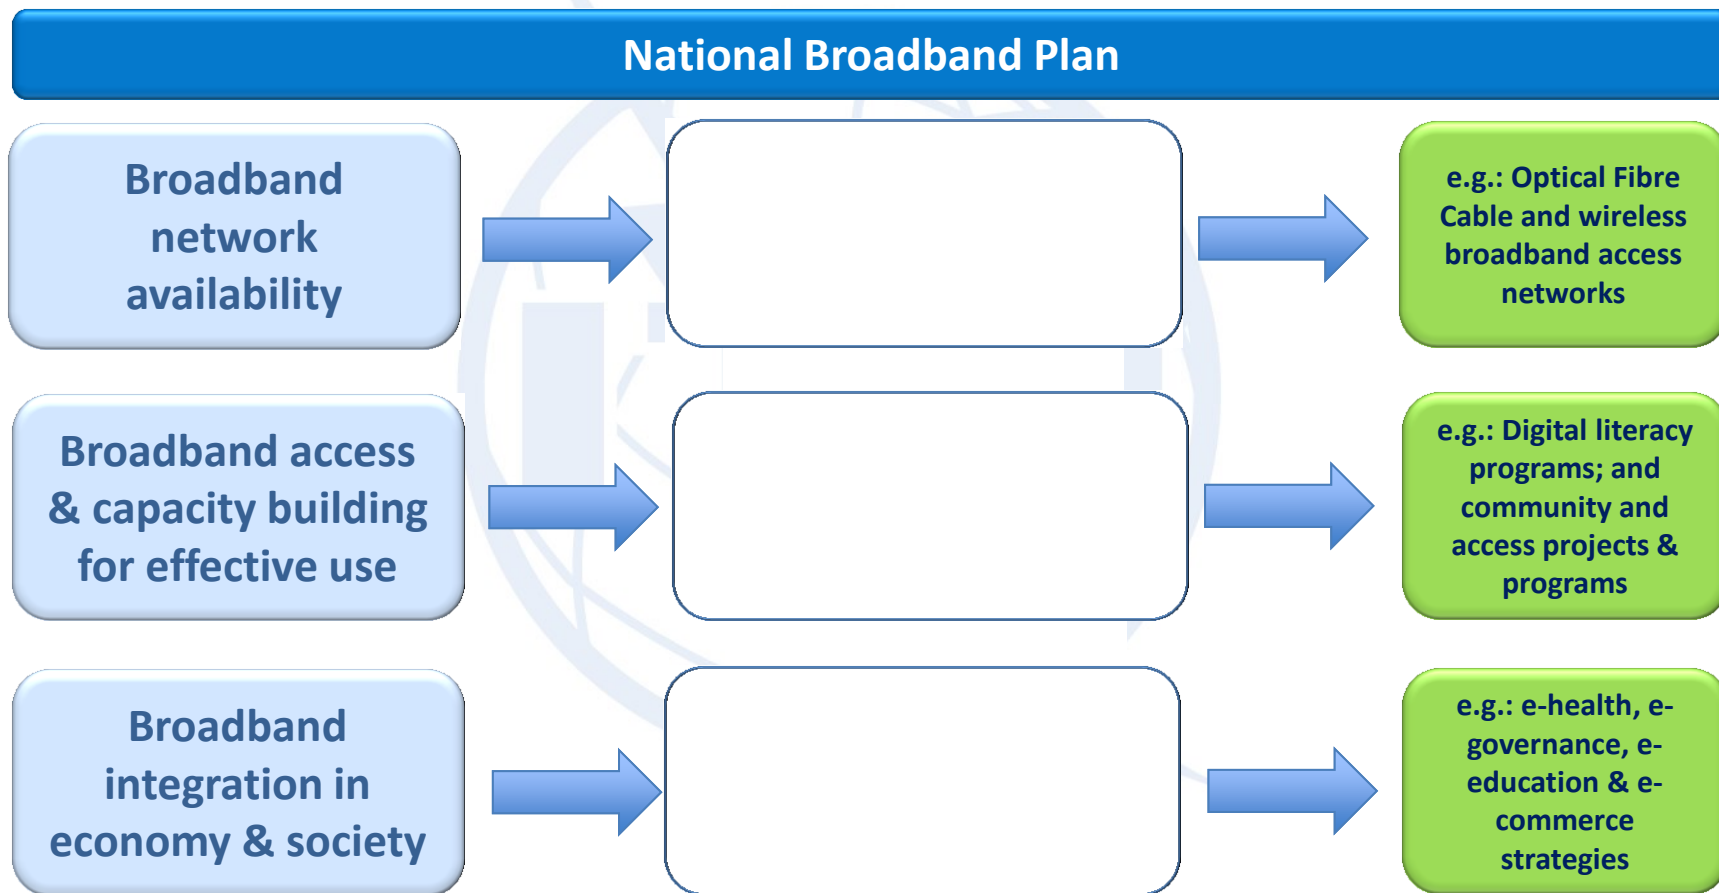 National Broadband Plan
Broadband
network
availability
e.g.: Optical Fibre
Cable and wireless
broadband access
networks
Broadband access
& capacity building
for effective use
e.g.: Digital literacy
programs; and
community and
access projects &
programs
Broadband
integration in
economy & society
e.g.: e-health, e-
governance, e-
education & e-
commerce
strategies